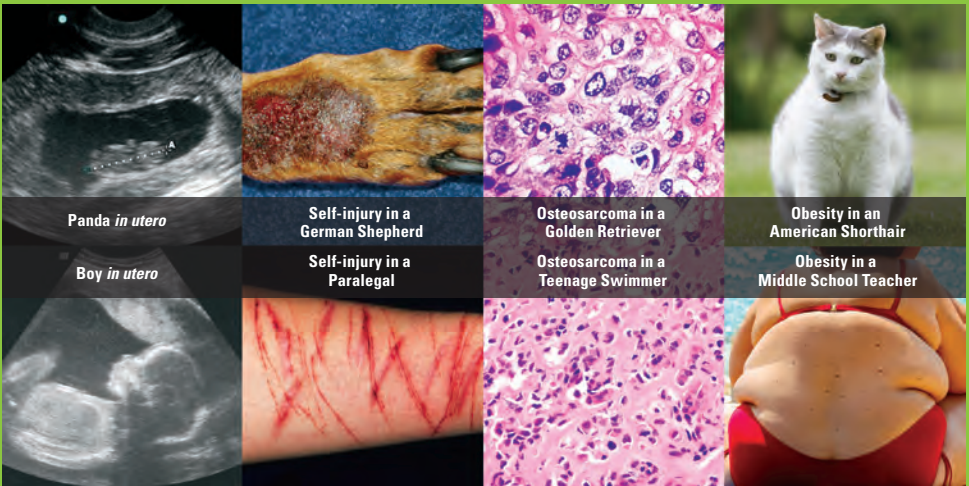 A
Panda in utero
Self-injury in a
German Shepherd
Osteosarcoma in a
Golden Retriever
Obesity in an
American Shorthair
Boy in utero
Self-injury in a
Paralegal
Osteosarcoma in a
Teenage Swimmer
Obesity in a
Middle School Teacher